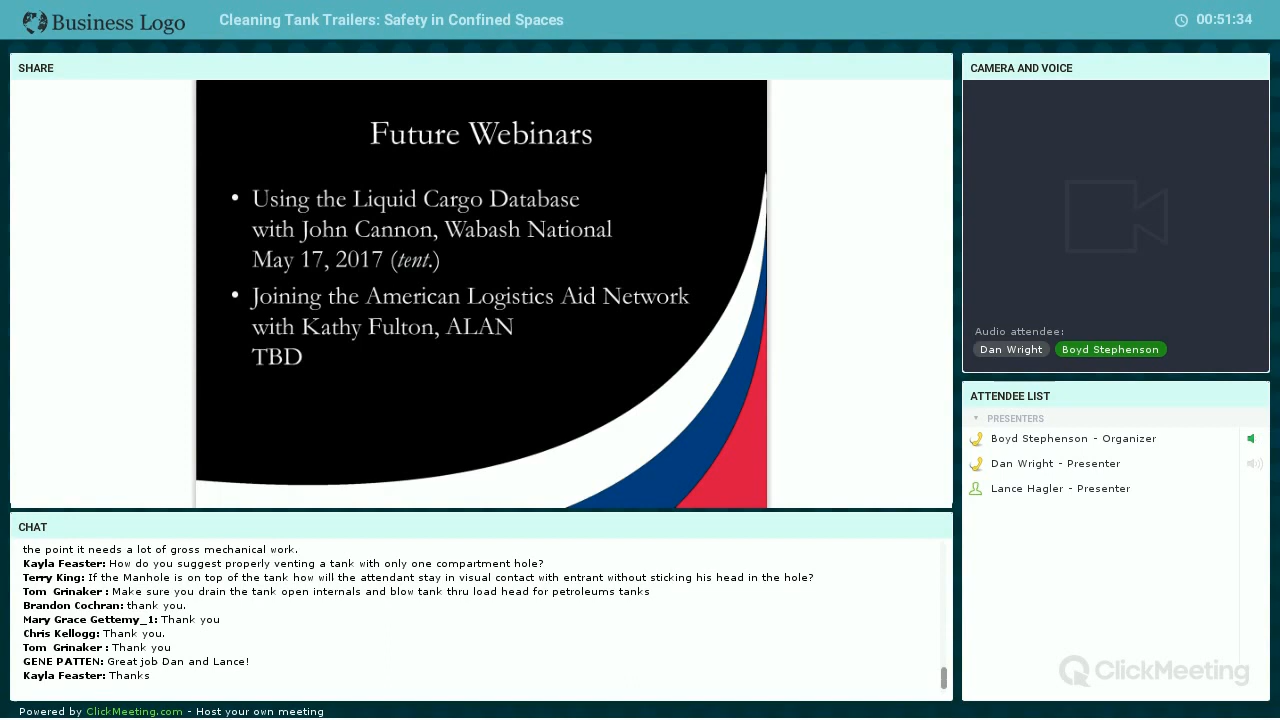 Business Logo
Cleaning Tank Trailers: Safety in Confined Spaces
00:51:34
SHARE
Future Webinars
• Using the Liquid Cargo Database
with John Cannon, Wabash National
May 17, 2017 (tent.)
• Joining the American Logistics Aid Network
with Kathy Fulton, ALAN
TBD
CAMERA AND VOICE
Audio attendee:
Dan Wright Boyd Stephenson
ATTENDEE LIST
PRESENTERS
Boyd Stephenson - Organizer
Dan Wright - Presenter
Lance Hagler - Presenter
CHAT
the point it needs a lot of gross mechanical work.
Kayla Feaster: How do you suggest properly venting a tank with only one compartment hole?
Terry King: If the Manhole is on top of the tank how will the attendant stay in visual contact with entrant without sticking his head in the hole?
Tom Grinaker : Make sure you drain the tank open internals and blow tank thru load head for petroleums tanks
Brandon Cochran: thank you.
Mary Grace Gettemy_1: Thank you
Chris Kellogg: Thank you.
Tom Grinaker : Thank you
GENE PATTEN: Great job Dan and Lance!
Kayla Feaster: Thanks
ClickMeeting
Powered by ClickMeeting.com - Host your own meeting